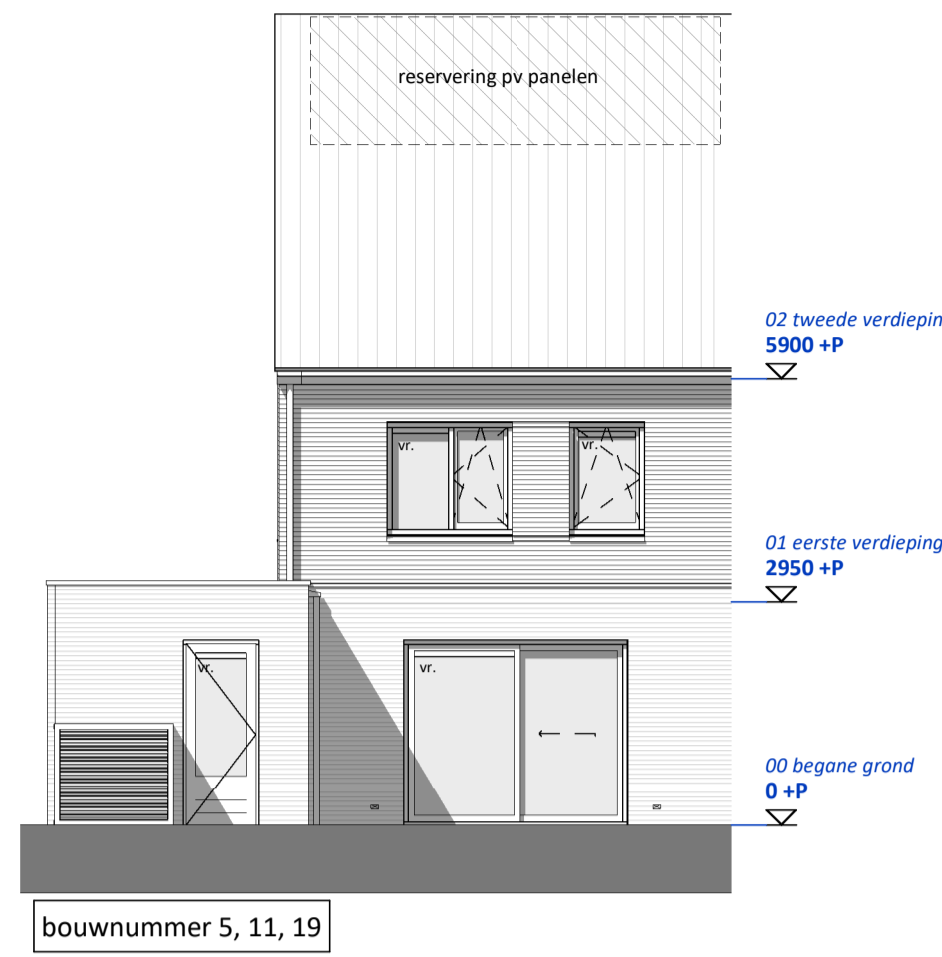 reservering pv panelen
02 tweede verdiepin
5900 +P
vr.
vr.
01 eerste verdieping
2950 +P
vr.
vr.
00 begane grond
0 +P
bouwnummer 5, 11, 19